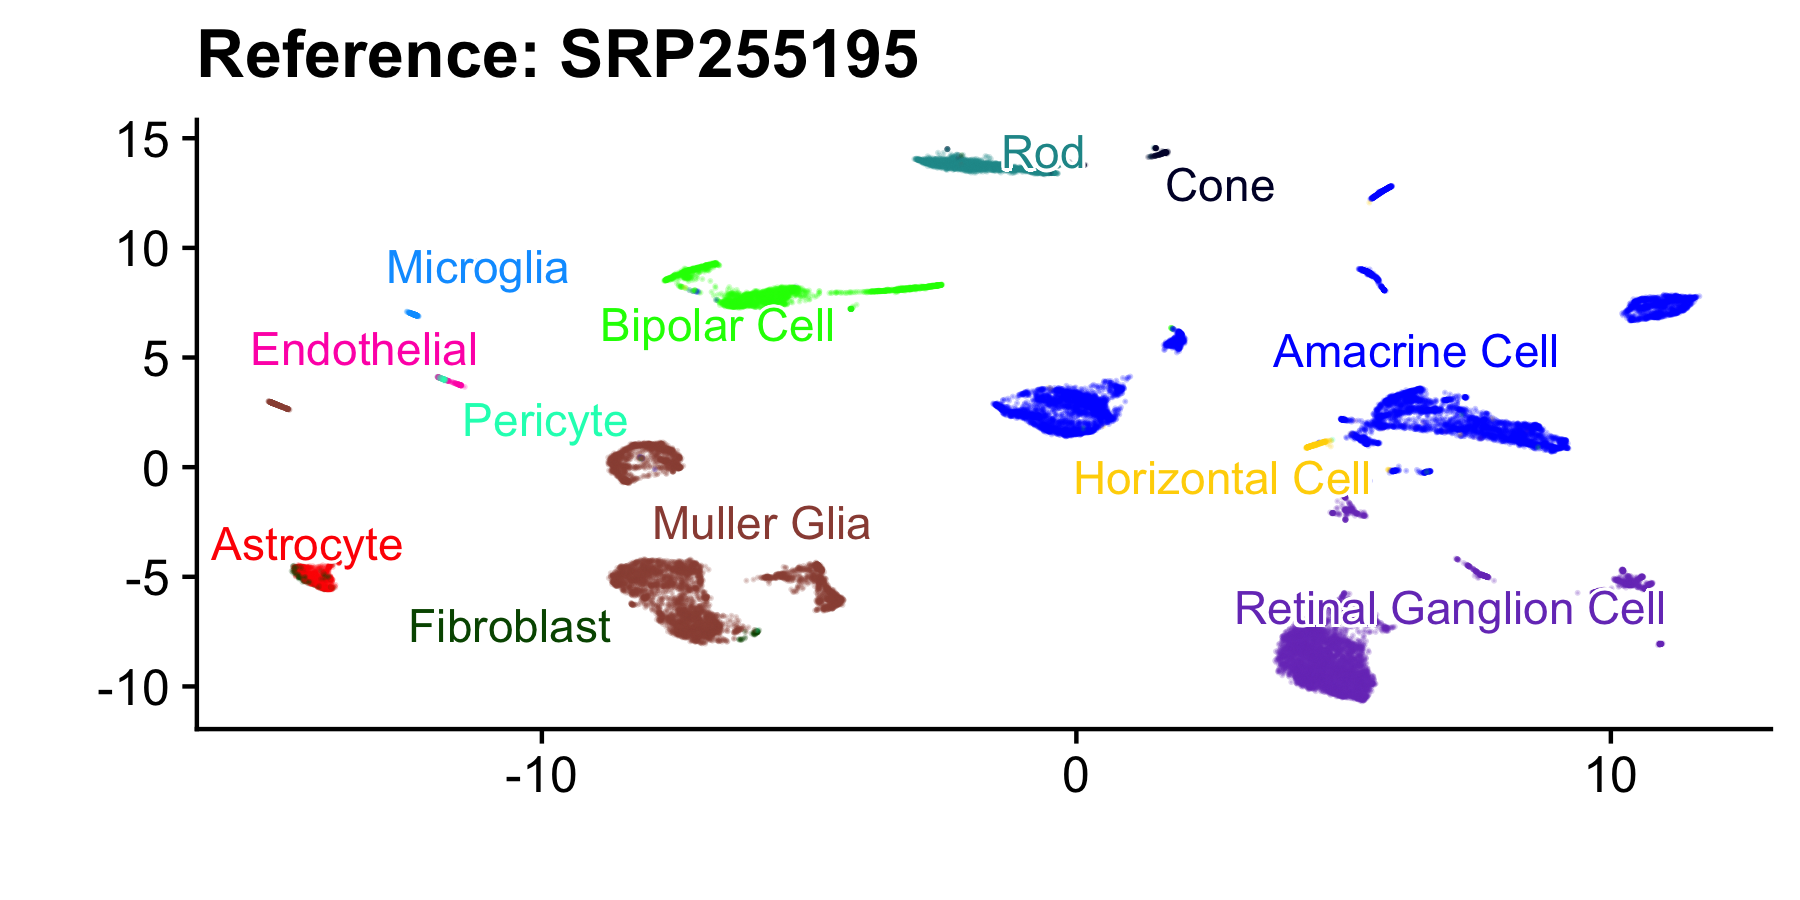 Reference: SRP255195
15
10
5
0
-5
-10
Rod
Cone
Microglia
Bipolar Cell
Endothelial
Amacrine Cell
Pericyte
Horizontal Cell
Muller Glia
Astrocyte
Fibroblast
Retinal Ganglion Cell
-10
0
10